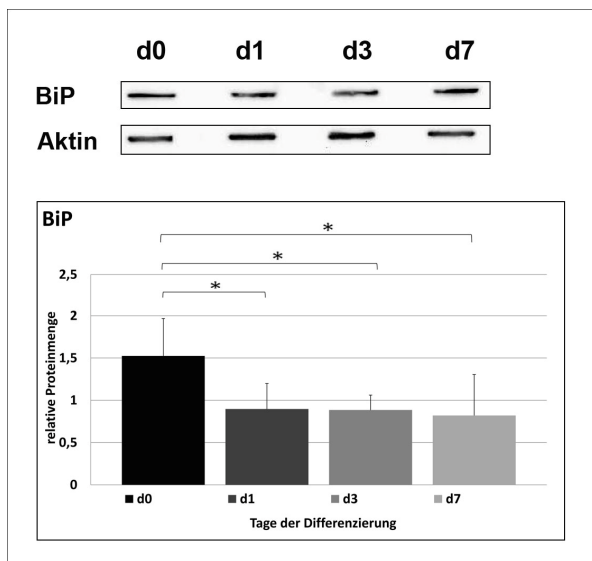 d0 d1 d3 d7
BiP
Aktin
BiP
*
*
*
2,5
2
1,5
1
0,5
0
relative Proteinmenge
d0 d1 d3 d7
Tage der Differenzierung